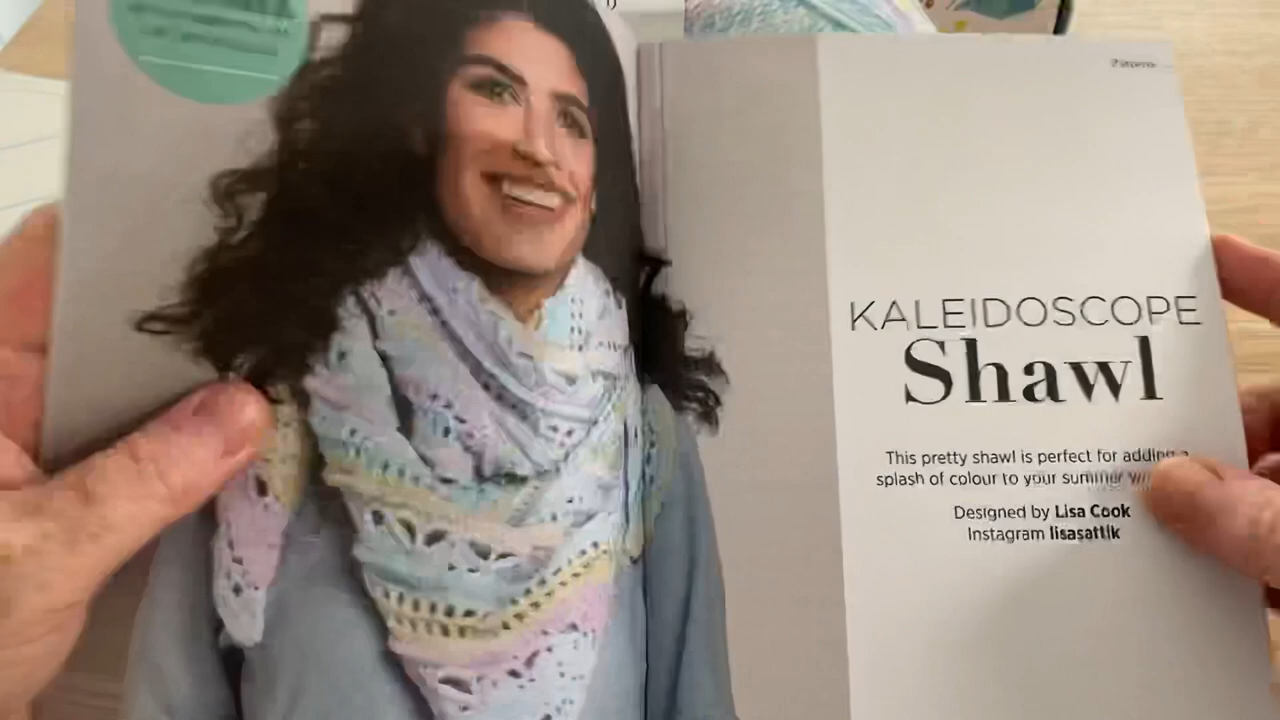 KALEIDOSCOPE
Shawl
This pretty shawl is perfect for adding a
splash of colour to your summer
Designed by Lisa Cook
Instagram lisasattik